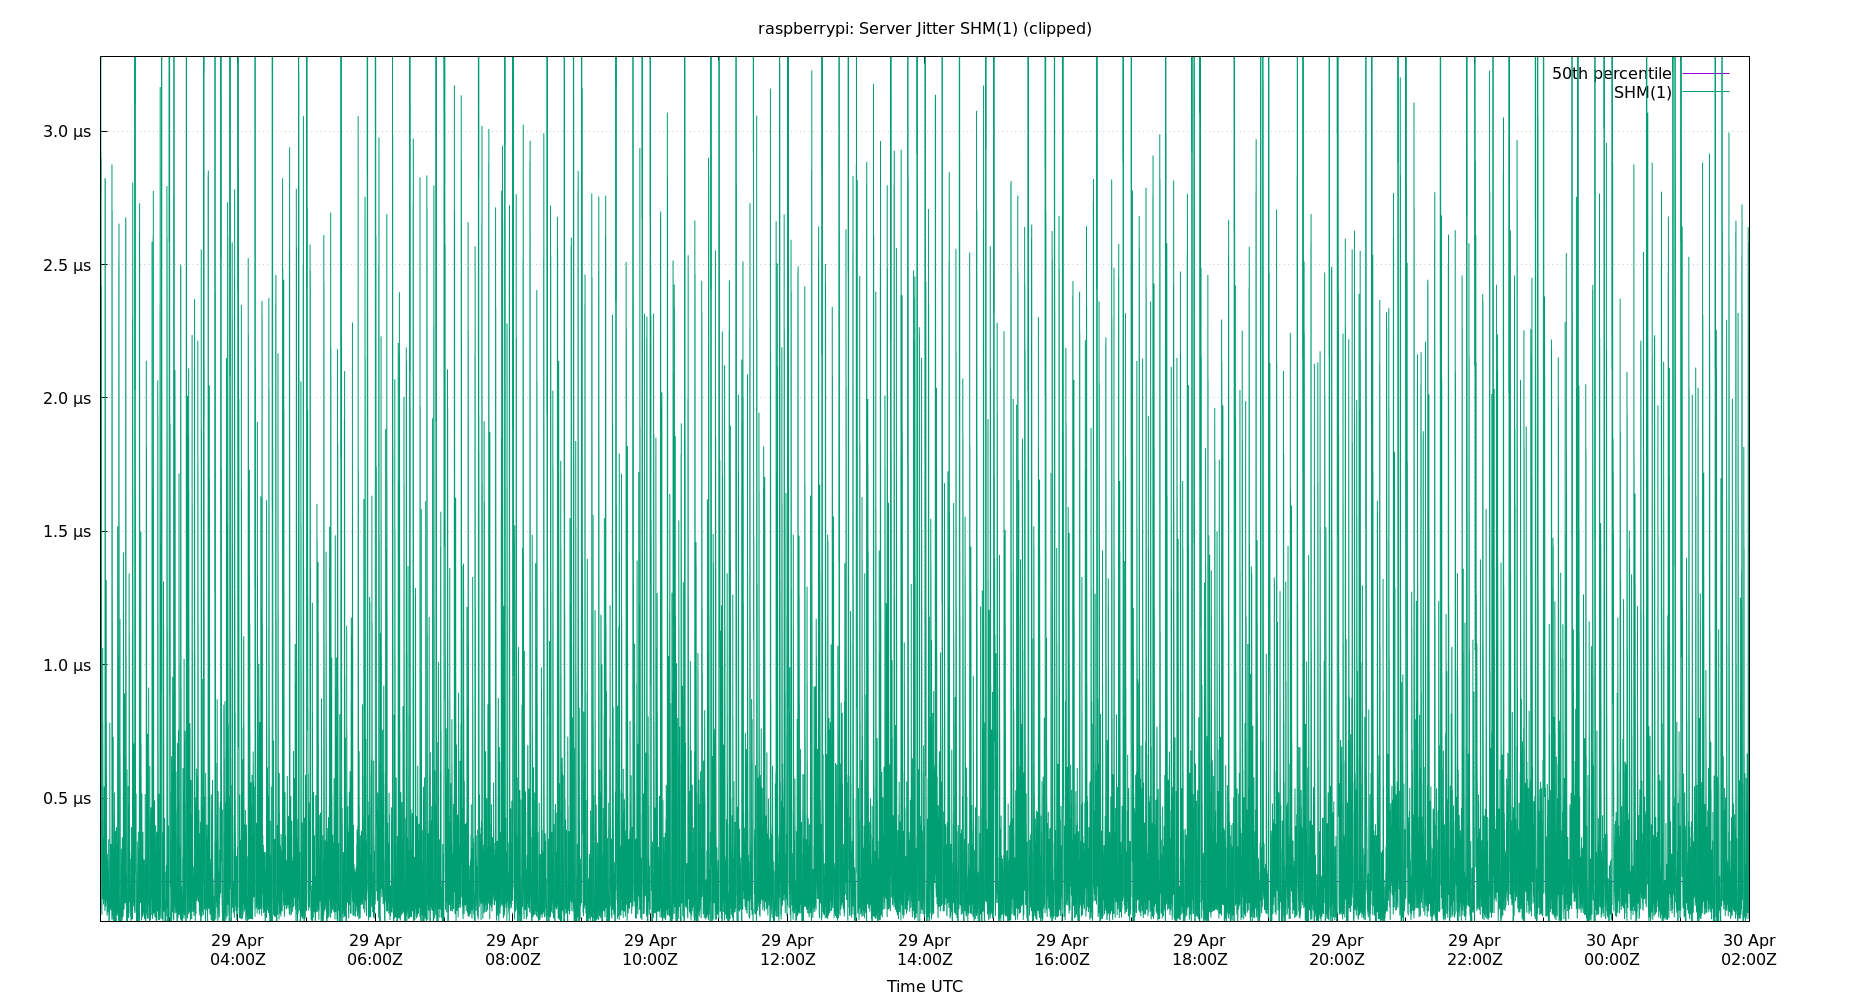 raspberrypi: Server Jitter SHM(1) (clipped)
50th percentile
SHM(1)
3.0 μs
2.5 μs
2.0 μs
1.5 μs
1.0 μs
0.5 μs
29 Apr 29 Apr 29 Apr 29 Apr 29 Apr 29 Apr 29 Apr 29 Apr 29 Apr 29 Apr 30 Apr 30 Apr
04:00Z 06:00Z 08:00Z 10:00Z 12:00Z 14:00Z 16:00Z 18:00Z 20:00Z 22:00Z 00:00Z 02:00Z
Time UTC